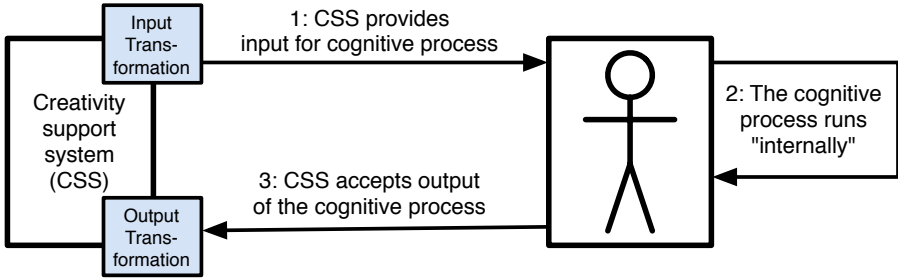 Input
Trans-
formation
Creativity
support
system
(CSS)
Output
Trans-
formation
1: CSS provides
input for cognitive process
2: The cognitive
process runs
"internally"
3: CSS accepts output
of the cognitive process